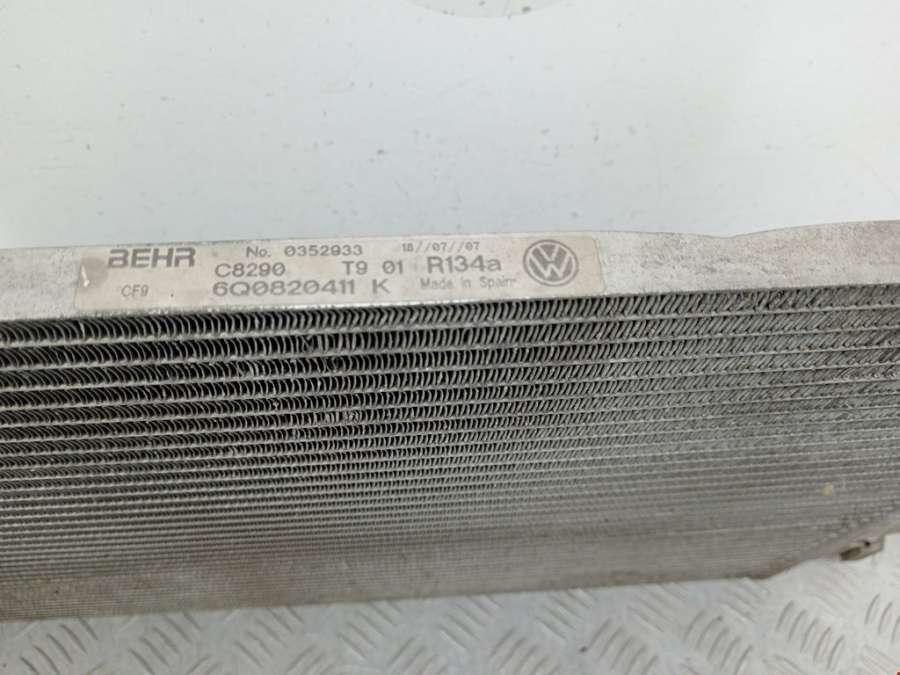 BEHR No. 0352933 18//07//07
C8290 T9 01 R134a
CF9 6Q0820411 K Made in Spain